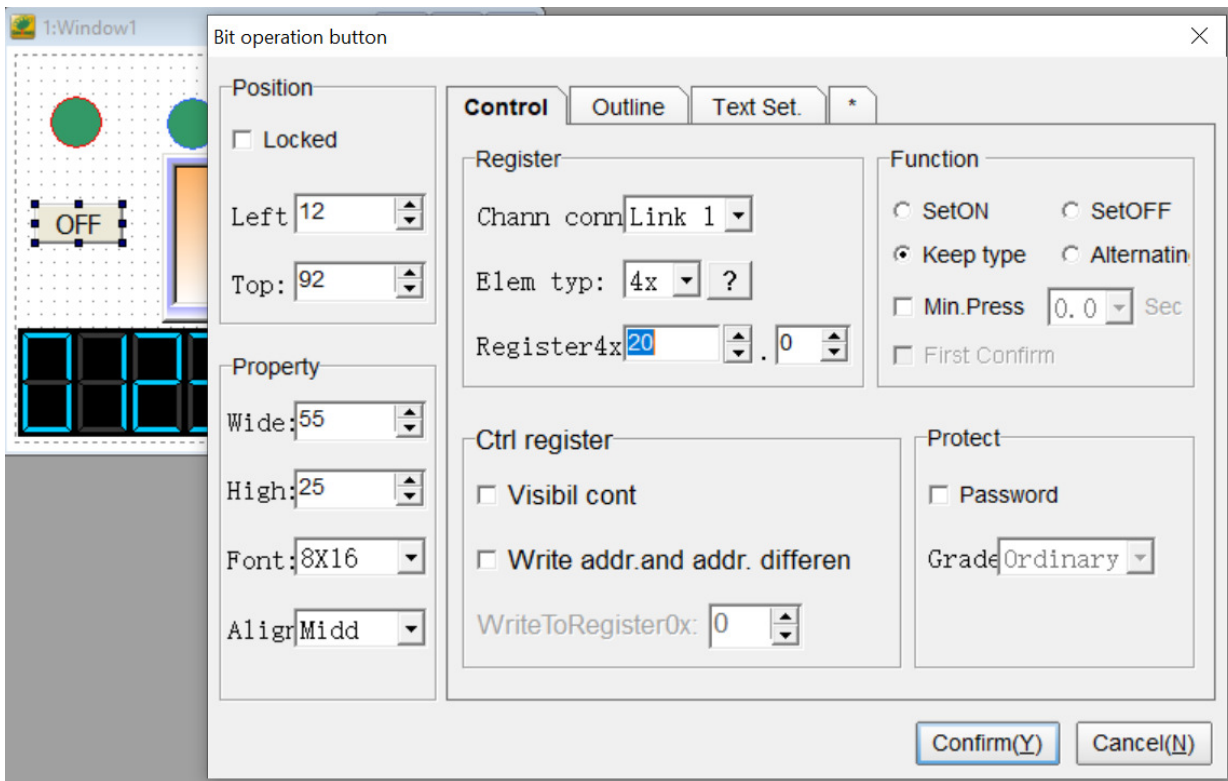 1:Window1
Bit operation button
OFF
Position
Locked
Left 12
Top: 92
Property
Wide: 55
High: 25
Font: 8X16
Align Midd
Control Outline Text Set. *
Register
Chann conn Link 1
Elem typ: 4x ?
Register4x 20 . 0
Function
SetON SetOFF
Keep type Alternatin
Min.Press 0.0 Sec
First Confirm
Ctrl register
Visibil cont
Write addr.and addr. differen
WriteToRegister0x: 0
Protect
Password
Grade Ordinary
Confirm(Y) Cancel(N)